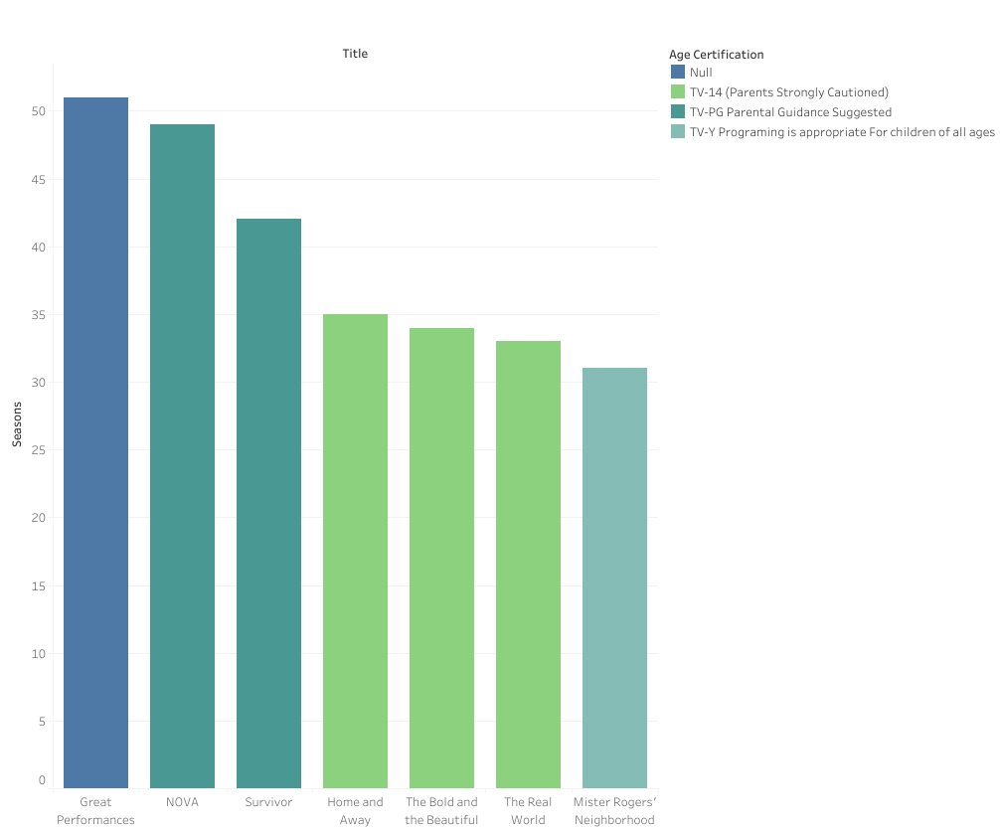 Title
Age Certification
Null
TV-14 (Parents Strongly Cautioned)
TV-PG Parental Guidance Suggested
TV-Y Programing is appropriate For children of all ages
50
45
40
35
30
25
20
15
10
5
0
Seasons
Great
Performances
NOVA
Survivor
Home and
Away
The Bold and
the Beautiful
The Real
World
Mister Rogers'
Neighborhood